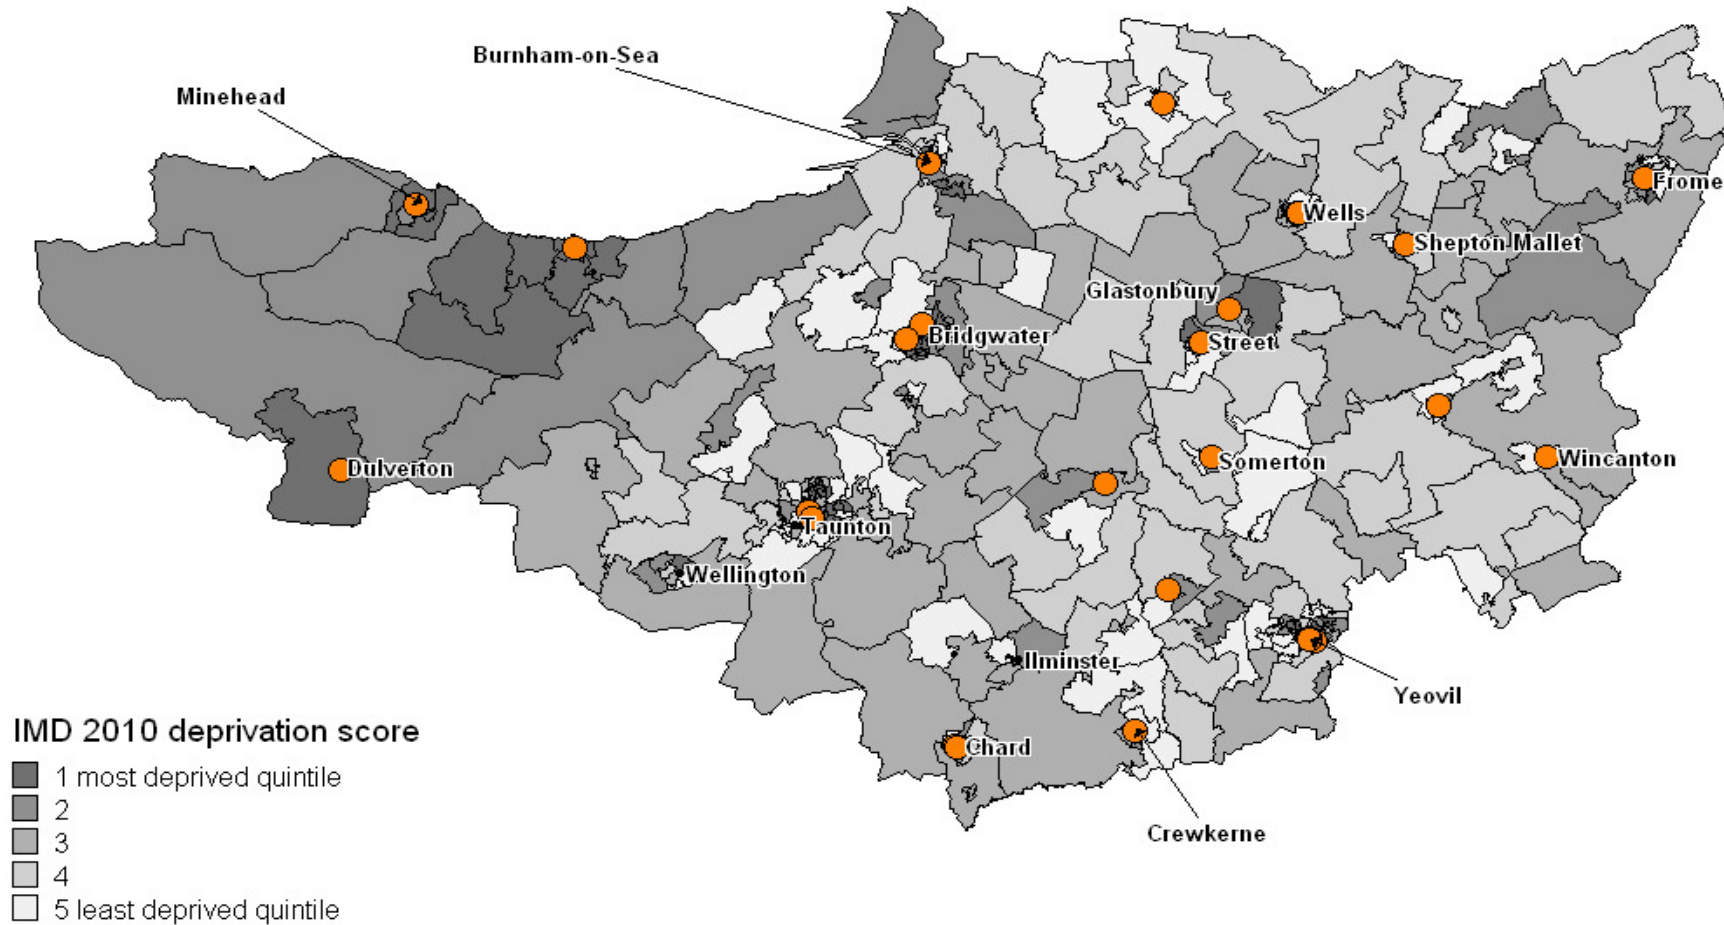 Burnham-on-Sea
Minehead
Frome
Wells
Shepton Mallet
Glastonbury
Bridgwater
Street
Dulverton
Somerton
Wincanton
Taunton
Wellington
Ilminster
Yeovil
Chard
Crewkerne
IMD 2010 deprivation score
1 most deprived quintile
2
3
4
5 least deprived quintile